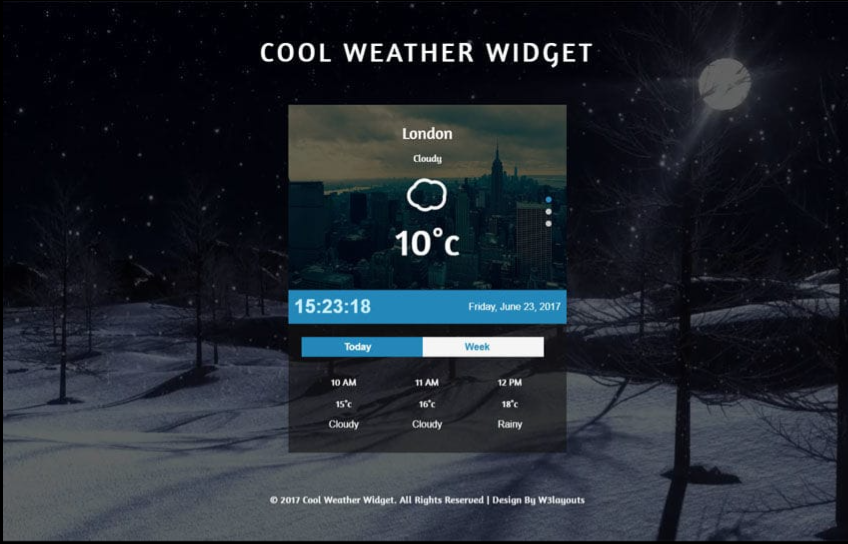 COOL WEATHER WIDGET
London
Cloudy
10°c
15:23:18 Friday, June 23, 2017
Today Week
10 AM 11 AM 12 PM
15°c 16°c 18°c
Cloudy Cloudy Rainy
© 2017 Cool Weather Widget. All Rights Reserved | Design By W3layouts